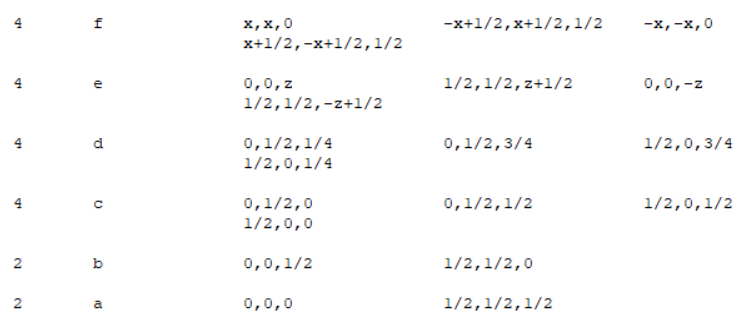 4 f x,x,0 -x+1/2,x+1/2,1/2 -x,-x,0
x+1/2,-x+1/2,1/2
4 e 0,0,z 1/2,1/2,z+1/2 0,0,-z
1/2,1/2,-z+1/2
4 d 0,1/2,1/4 0,1/2,3/4 1/2,0,3/4
1/2,0,1/4
4 c 0,1/2,0 0,1/2,1/2 1/2,0,1/2
1/2,0,0
2 b 0,0,1/2 1/2,1/2,0
2 a 0,0,0 1/2,1/2,1/2